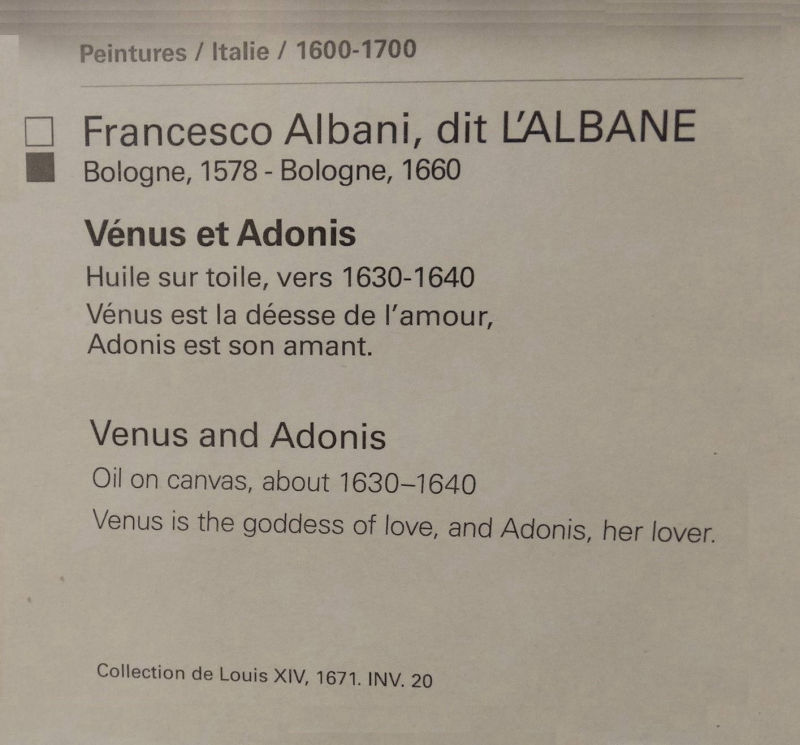 Peintures / Italie / 1600-1700
Francesco Albani, dit L'ALBANE
Bologne, 1578 - Bologne, 1660
Vénus et Adonis
Huile sur toile, vers 1630-1640
Vénus est la déesse de l'amour,
Adonis est son amant.
Venus and Adonis
Oil on canvas, about 1630–1640
Venus is the goddess of love, and Adonis, her lover.
Collection de Louis XIV, 1671. INV. 20